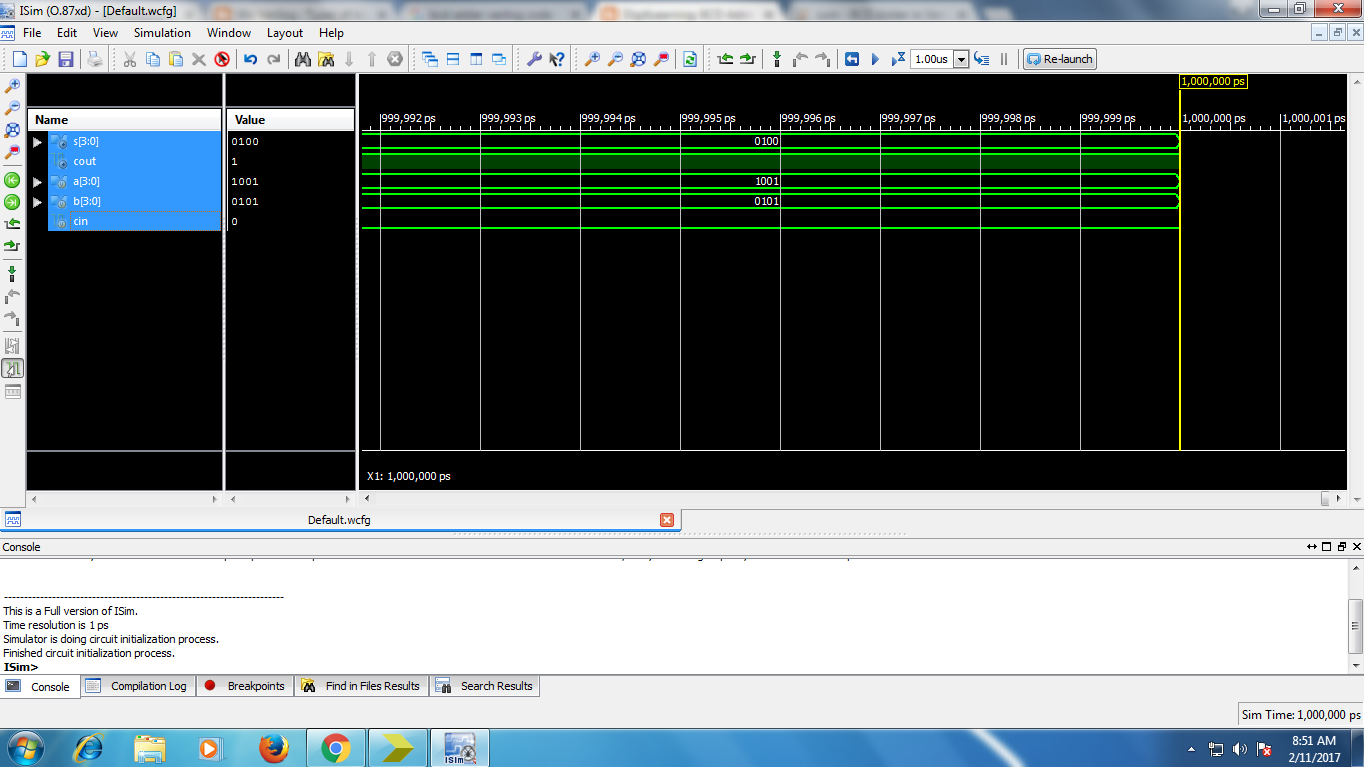 ISim (O.87xd) - [Default.wcfg]
File Edit View Simulation Window Layout Help
1.00us Re-launch
1,000,000 ps
Name Value
999,992 ps 999,993 ps 999,994 ps 999,995 ps 999,996 ps 999,997 ps 999,998 ps 999,999 ps 1,000,000 ps 1,000,001 ps
s[3:0] 0100 0100
cout 1
a[3:0] 1001 1001
b[3:0] 0101 0101
cin 0
X1: 1,000,000 ps
Default.wcfg
Console
--------------------------------------------------------------------
This is a Full version of ISim.
Time resolution is 1 ps
Simulator is doing circuit initialization process.
Finished circuit initialization process.
ISim>
Console Compilation Log Breakpoints Find in Files Results Search Results
Sim Time: 1,000,000 ps
ISim
8:51 AM
2/11/2017